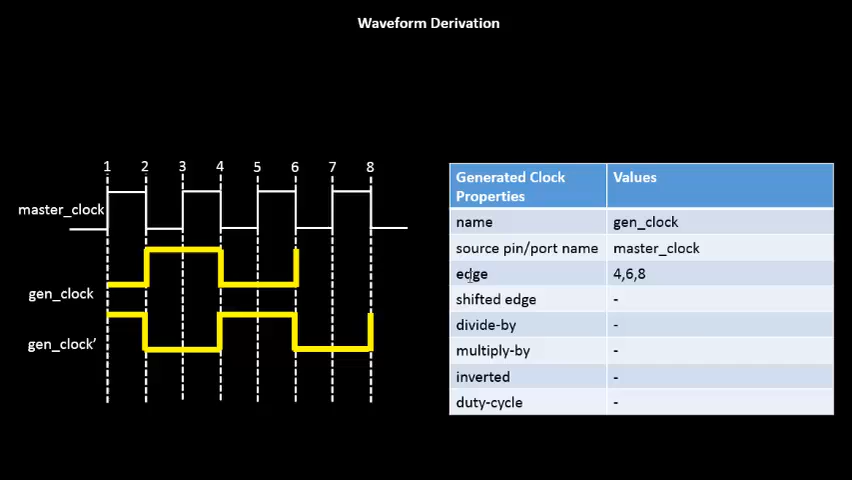 Waveform Derivation
1 2 3 4 5 6 7 8
master_clock
gen_clock
gen_clock’
Generated Clock Properties Values
name gen_clock
source pin/port name master_clock
edge 4,6,8
shifted edge -
divide-by -
multiply-by -
inverted -
duty-cycle -